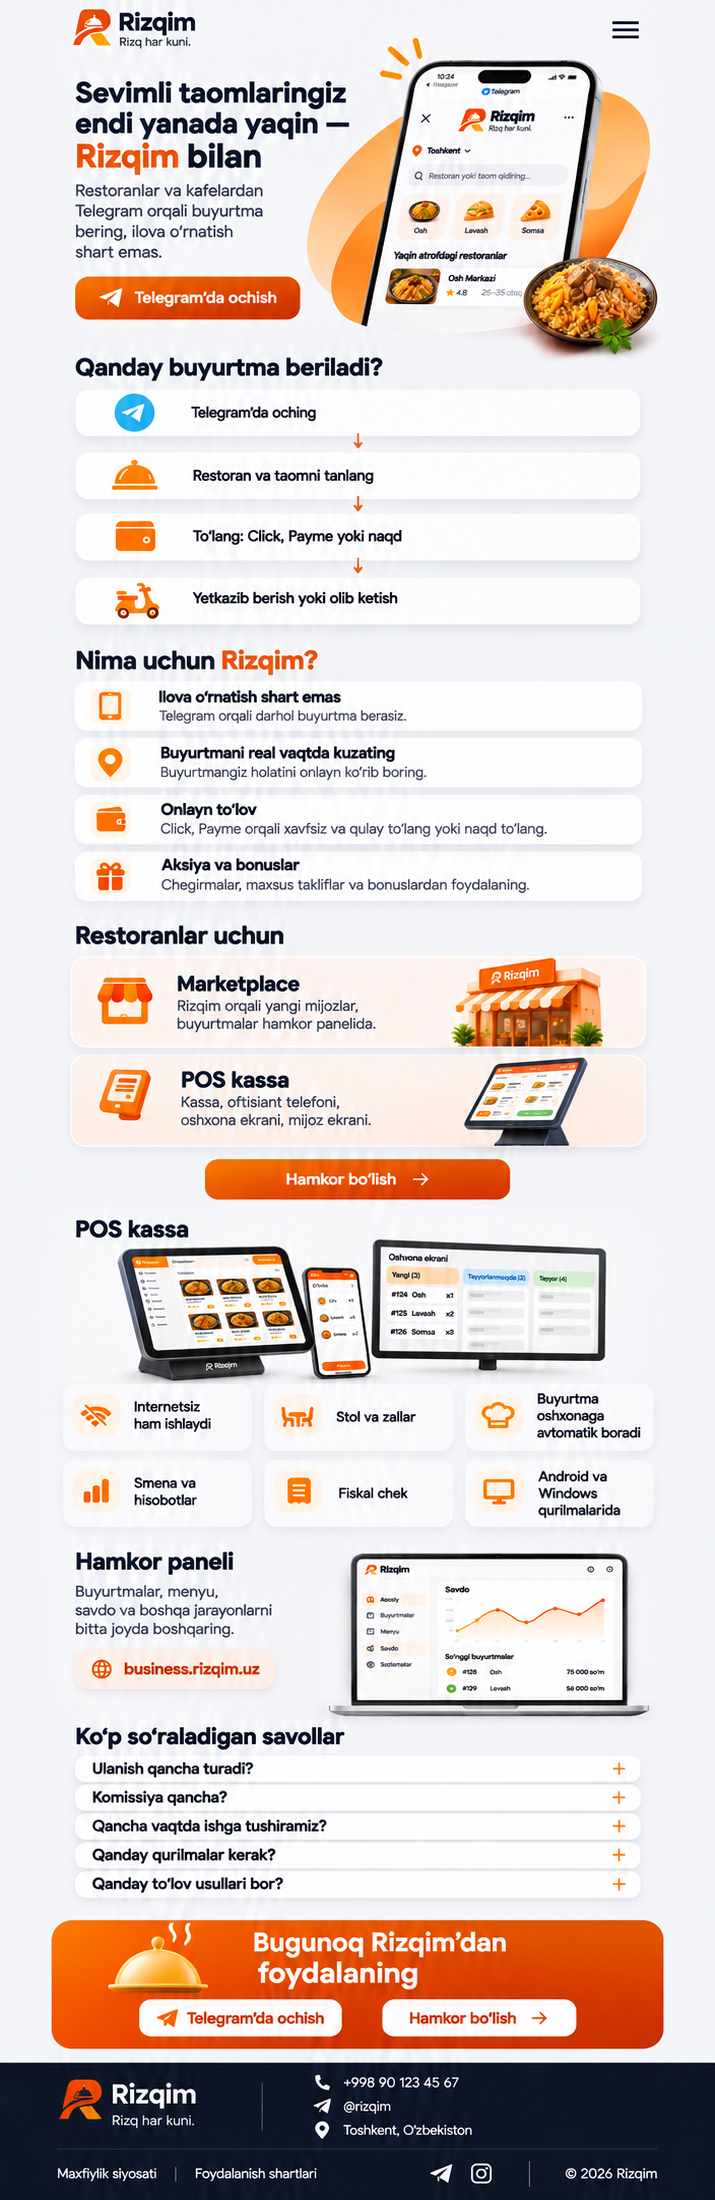 Rizqim
Rizq har kuni.
Sevimli taomlaringiz
endi yanada yaqin —
Rizqim bilan
Restoranlar va kafelardan
Telegram orqali buyurtma
bering, ilova o‘rnatish
shart emas.
Telegram’da ochish
10:24
Telegram
Rizqim
Rizq har kuni.
Toshkent
Restoran yoki taom qidiring...
Osh
Lavash
Somsa
Yaqin atrofdagi restoranlar
Osh Markazi
4.8
25–35
Qanday buyurtma beriladi?
Telegram’da oching
Restoran va taomni tanlang
To‘lang: Click, Payme yoki naqd
Yetkazib berish yoki olib ketish
Nima uchun Rizqim?
Ilova o‘rnatish shart emas
Telegram orqali darhol buyurtma berasiz.
Buyurtmani real vaqtda kuzating
Buyurtmangiz holatini onlayn ko‘rib boring.
Onlayn to‘lov
Click, Payme orqali xavfsiz va qulay to‘lang yoki naqd to‘lang.
Aksiya va bonuslar
Chegirmalar, maxsus takliflar va bonuslardan foydalaning.
Restoranlar uchun
Marketplace
Rizqim orqali yangi mijozlar,
buyurtmalar hamkor panelida.
Rizqim
POS kassa
Kassa, oftisiant telefoni,
oshxona ekrani, mijoz ekrani.
Hamkor bo‘lish →
POS kassa
Rizqim
Oshxona ekrani
Yangi (3)
Tayyorlanmoqda (3)
Tayyor (4)
#124 Osh x1
#125 Lavash x2
#126 Somsa x3
Internetsiz
ham ishlaydi
Stol va zallar
Buyurtma
oshxonaga
avtomatik boradi
Smena va
hisobotlar
Fiskal chek
Android va
Windows
qurilmalarida
Hamkor paneli
Buyurtmalar, menyu,
savdo va boshqa jarayonlarni
bitta joyda boshqaring.
business.rizqim.uz
Rizqim
Buyurtmalar
Menyu
Savdo
Sozlamalar
Savdo
So‘nggi buyurtmalar
#128 Osh 75 000 so‘m
#129 Lavash 56 000 so‘m
Ko‘p so‘raladigan savollar
Ulanish qancha turadi? +
Komissiya qancha? +
Qancha vaqtda ishga tushiramiz? +
Qanday qurilmalar kerak? +
Qanday to‘lov usullari bor? +
Bugunoq Rizqim’dan
foydalaning
Telegram’da ochish
Hamkor bo‘lish →
Rizqim
Rizq har kuni.
+998 90 123 45 67
@rizqim
Toshkent, O‘zbekiston
Maxfiylik siyosati | Foydalanish shartlari
© 2026 Rizqim